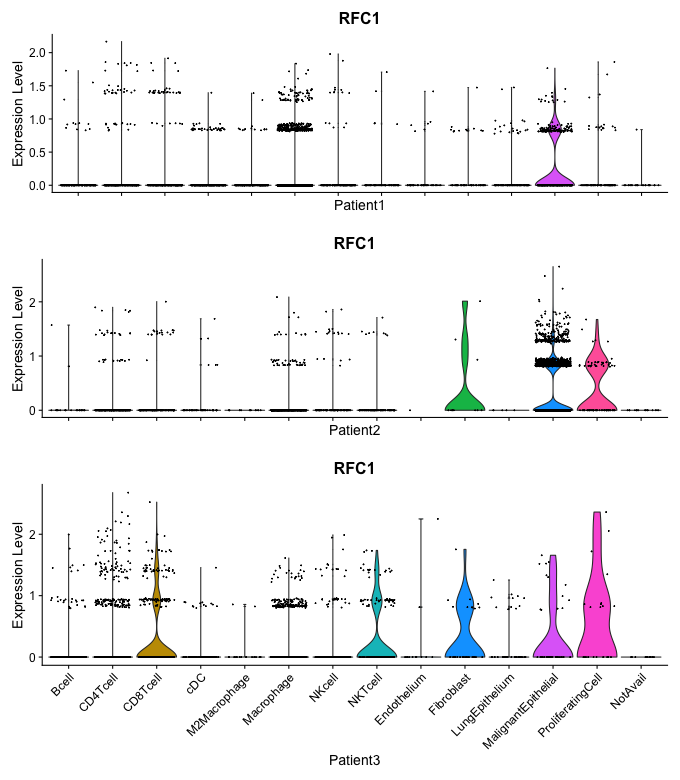 RFC1
Expression Level
2.0
1.5
1.0
0.5
0.0
Patient1
RFC1
Expression Level
2
1
0
Patient2
RFC1
Expression Level
2
1
0
Bcell
CD4Tcell
CD8Tcell
cDC
M2Macrophage
Macrophage
NKcell
NKTcell
Endothelium
Fibroblast
LungEpithelium
MalignantEpithelial
ProliferatingCell
NotAvail
Patient3